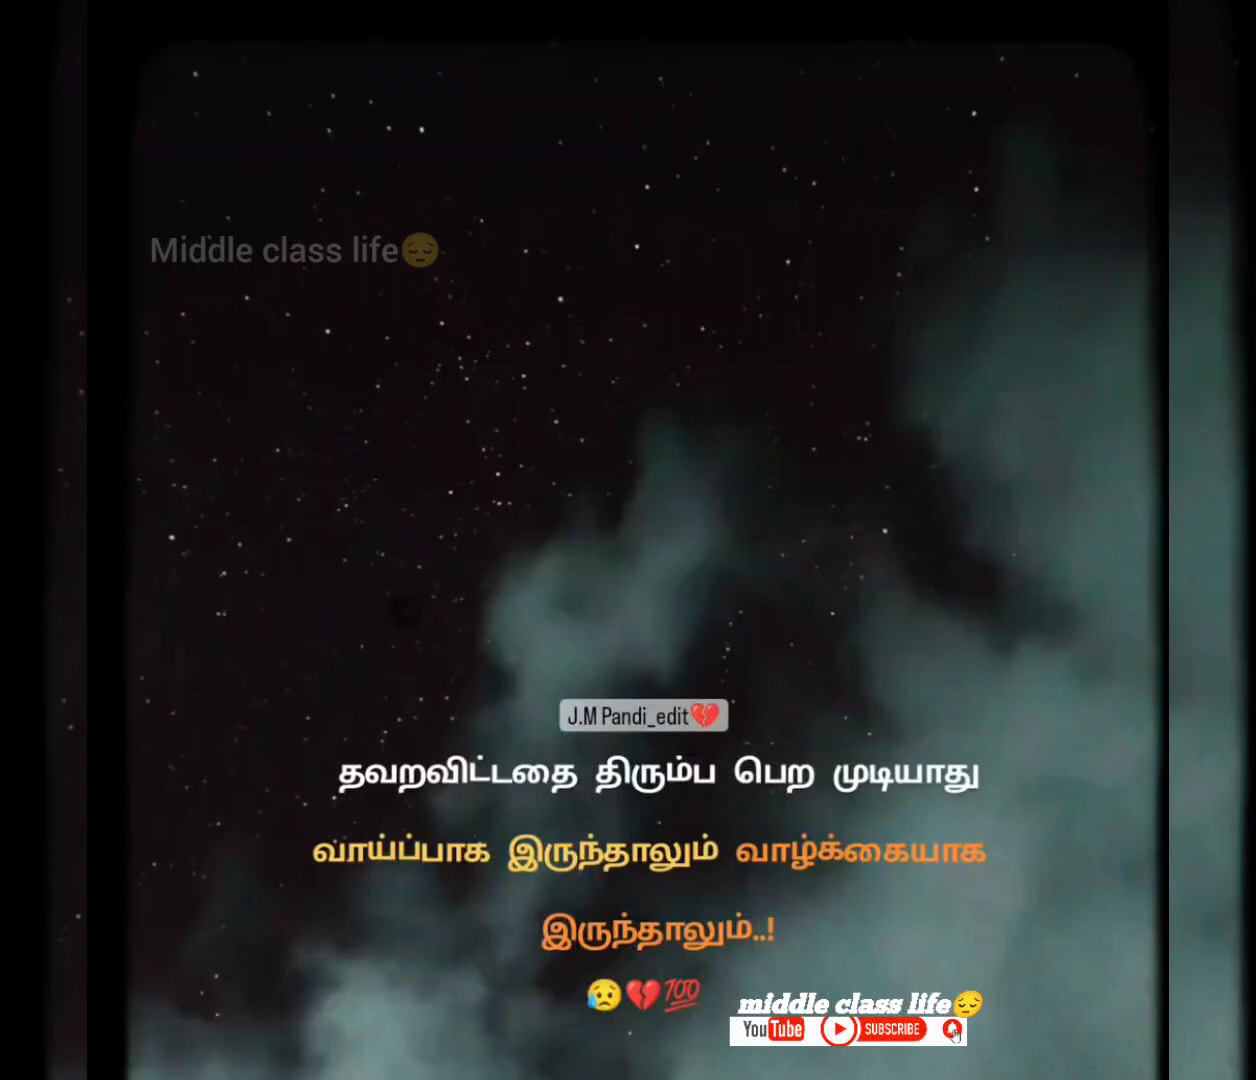 Middle class life😔
J.M Pandi_edit💔
தவறவிட்டதை திரும்ப பெற முடியாது
வாய்ப்பாக இருந்தாலும் வாழ்க்கையாக
இருந்தாலும்..!
😥💔💯
middle class life😔
YouTube SUBSCRIBE